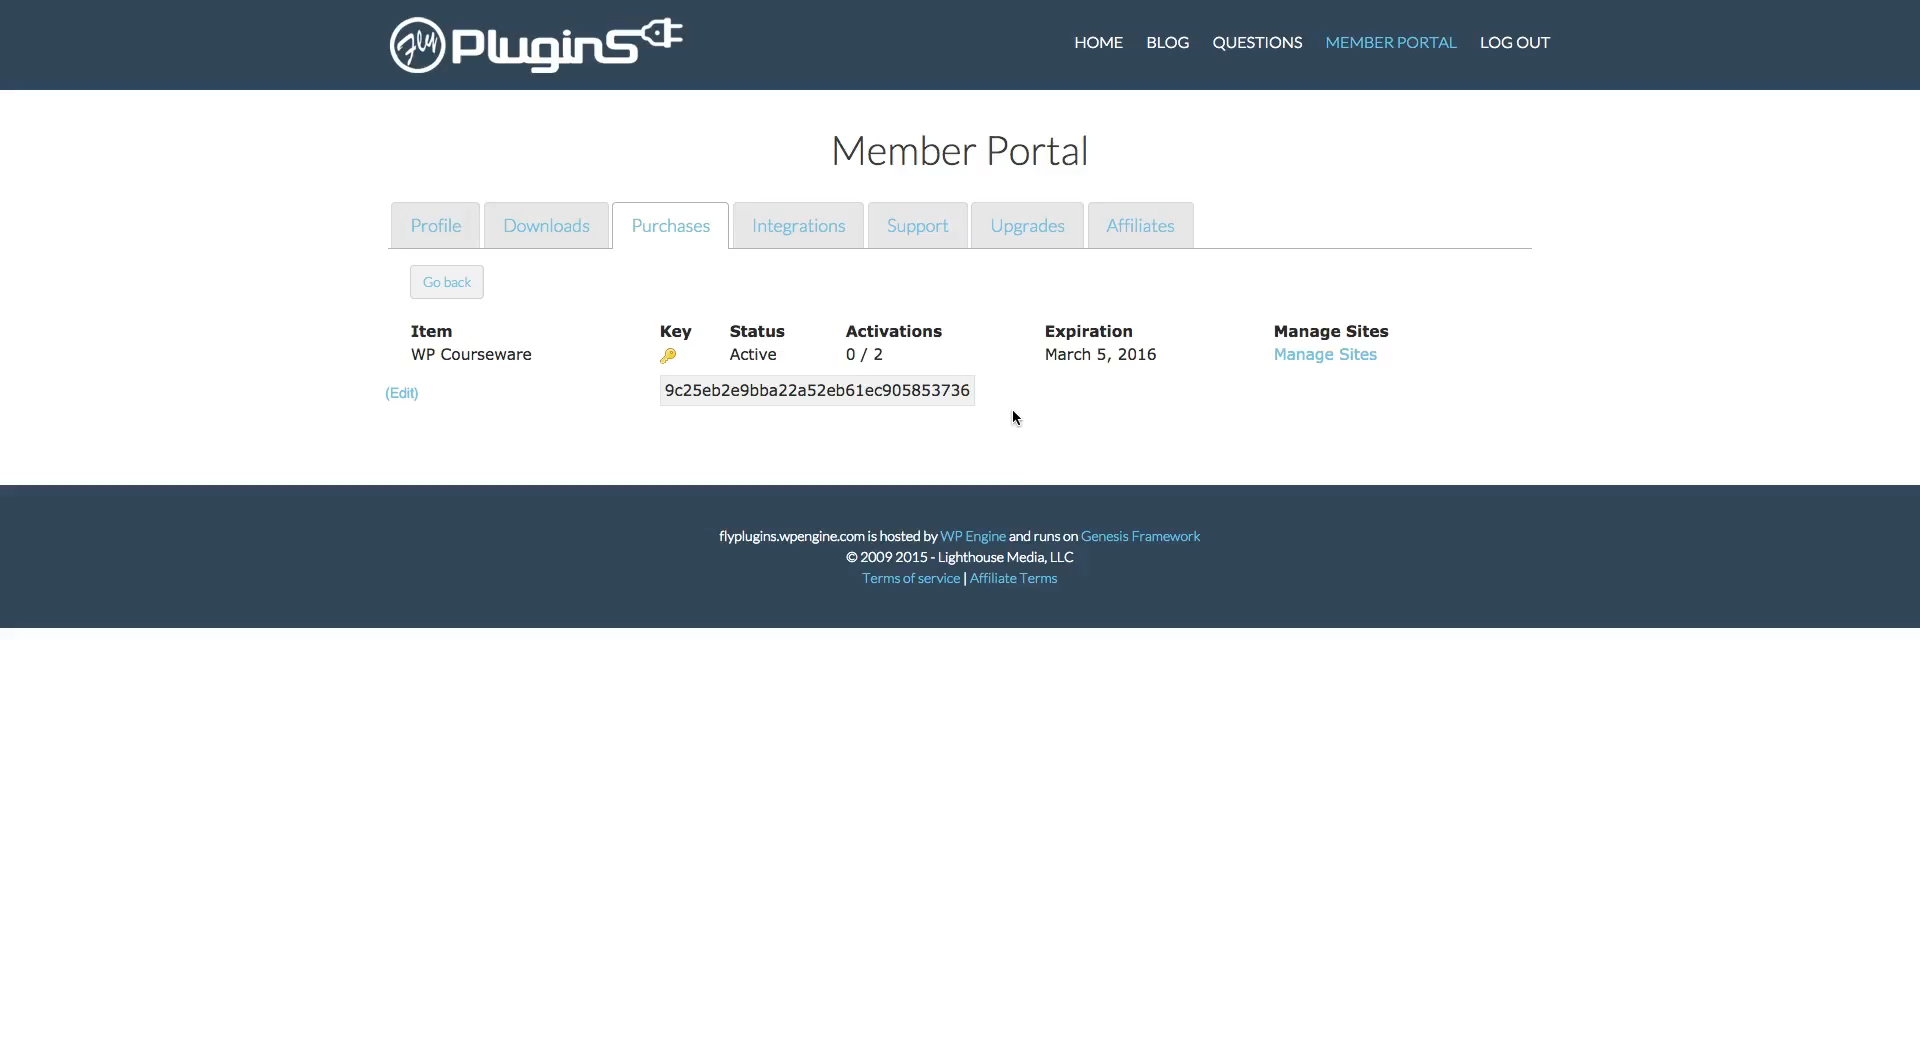 Fly PluginS
HOME BLOG QUESTIONS MEMBER PORTAL LOG OUT
Member Portal
Profile Downloads Purchases Integrations Support Upgrades Affiliates
Go back
Item Key Status Activations Expiration Manage Sites
WP Courseware Active 0 / 2 March 5, 2016 Manage Sites
(Edit) 9c25eb2e9bba22a52eb61ec905853736
flyplugins.wpengine.com is hosted by WP Engine and runs on Genesis Framework
© 2009 2015 - Lighthouse Media, LLC
Terms of service | Affiliate Terms